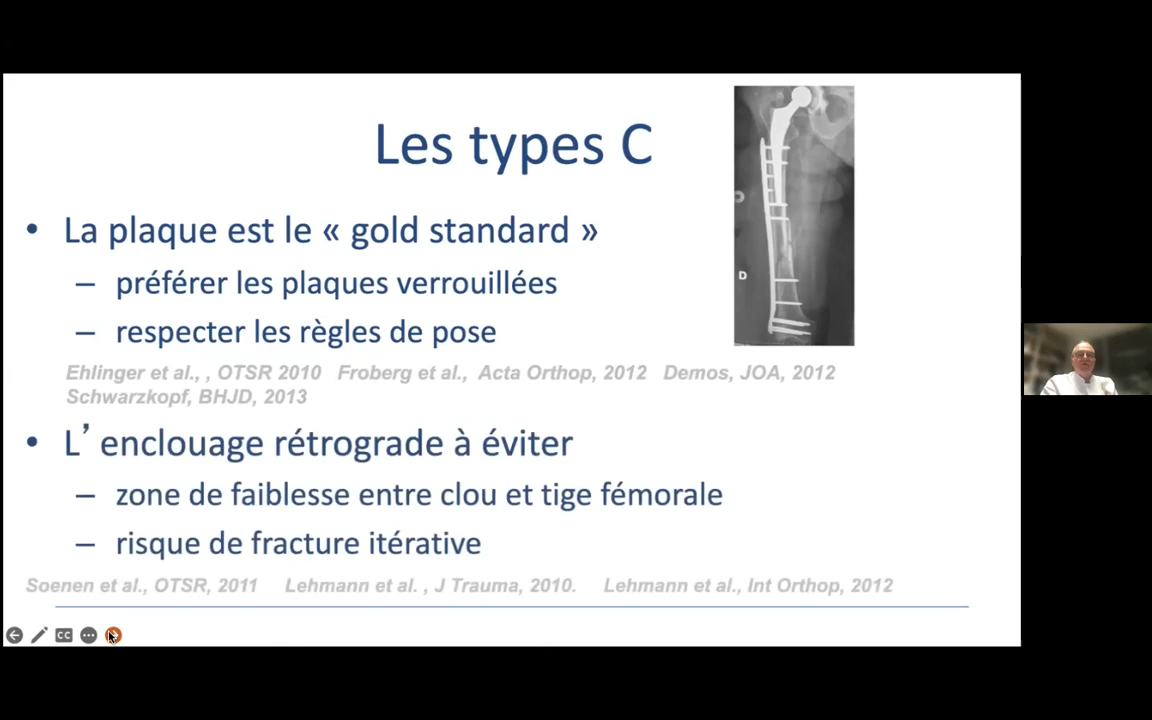 Les types C
• La plaque est le « gold standard »
– préférer les plaques verrouillées
– respecter les règles de pose
Ehlinger et al., , OTSR 2010 Froberg et al., Acta Orthop, 2012 Demos, JOA, 2012
Schwarzkopf, BHJD, 2013
• L’ enclouage rétrograde à éviter
– zone de faiblesse entre clou et tige fémorale
– risque de fracture itérative
Soenen et al., OTSR, 2011 Lehmann et al. , J Trauma, 2010. Lehmann et al., Int Orthop, 2012
D
CC